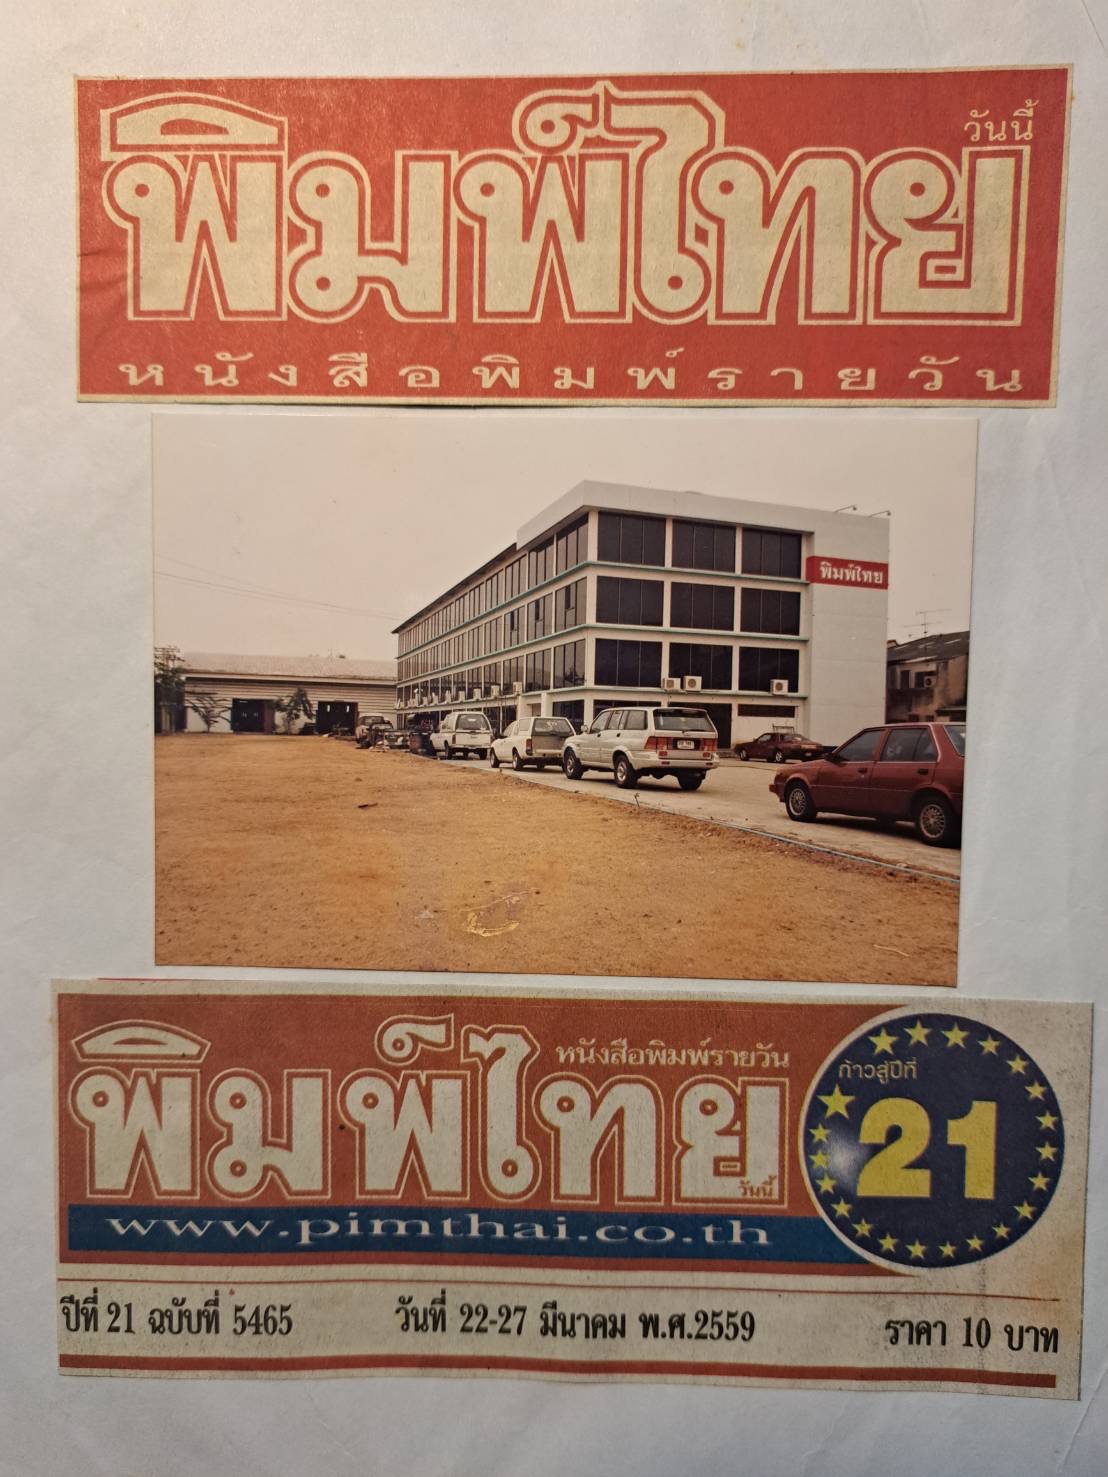 พิมพ์ไทย วันนี้
หนังสือพิมพ์รายวัน
พิมพ์ไทย
พิมพ์ไทย วันนี้
หนังสือพิมพ์รายวัน
ก้าวสู่ปีที่
21
www.pimthai.co.th
ปีที่ 21 ฉบับที่ 5465 วันที่ 22-27 มีนาคม พ.ศ.2559 ราคา 10 บาท